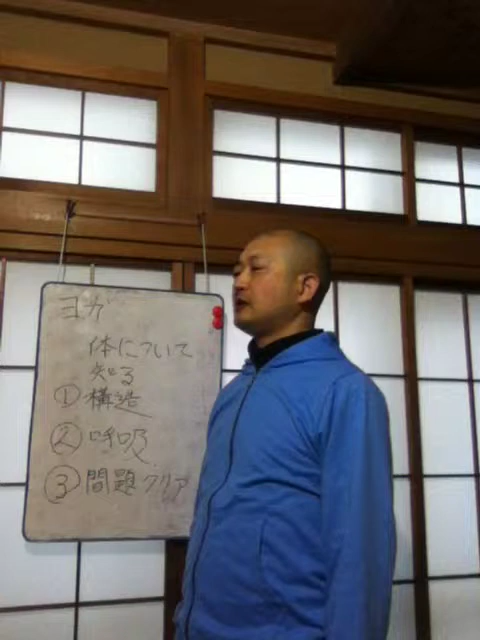 ヨガ
体について
知る
①構造
②呼吸
③問題クリア